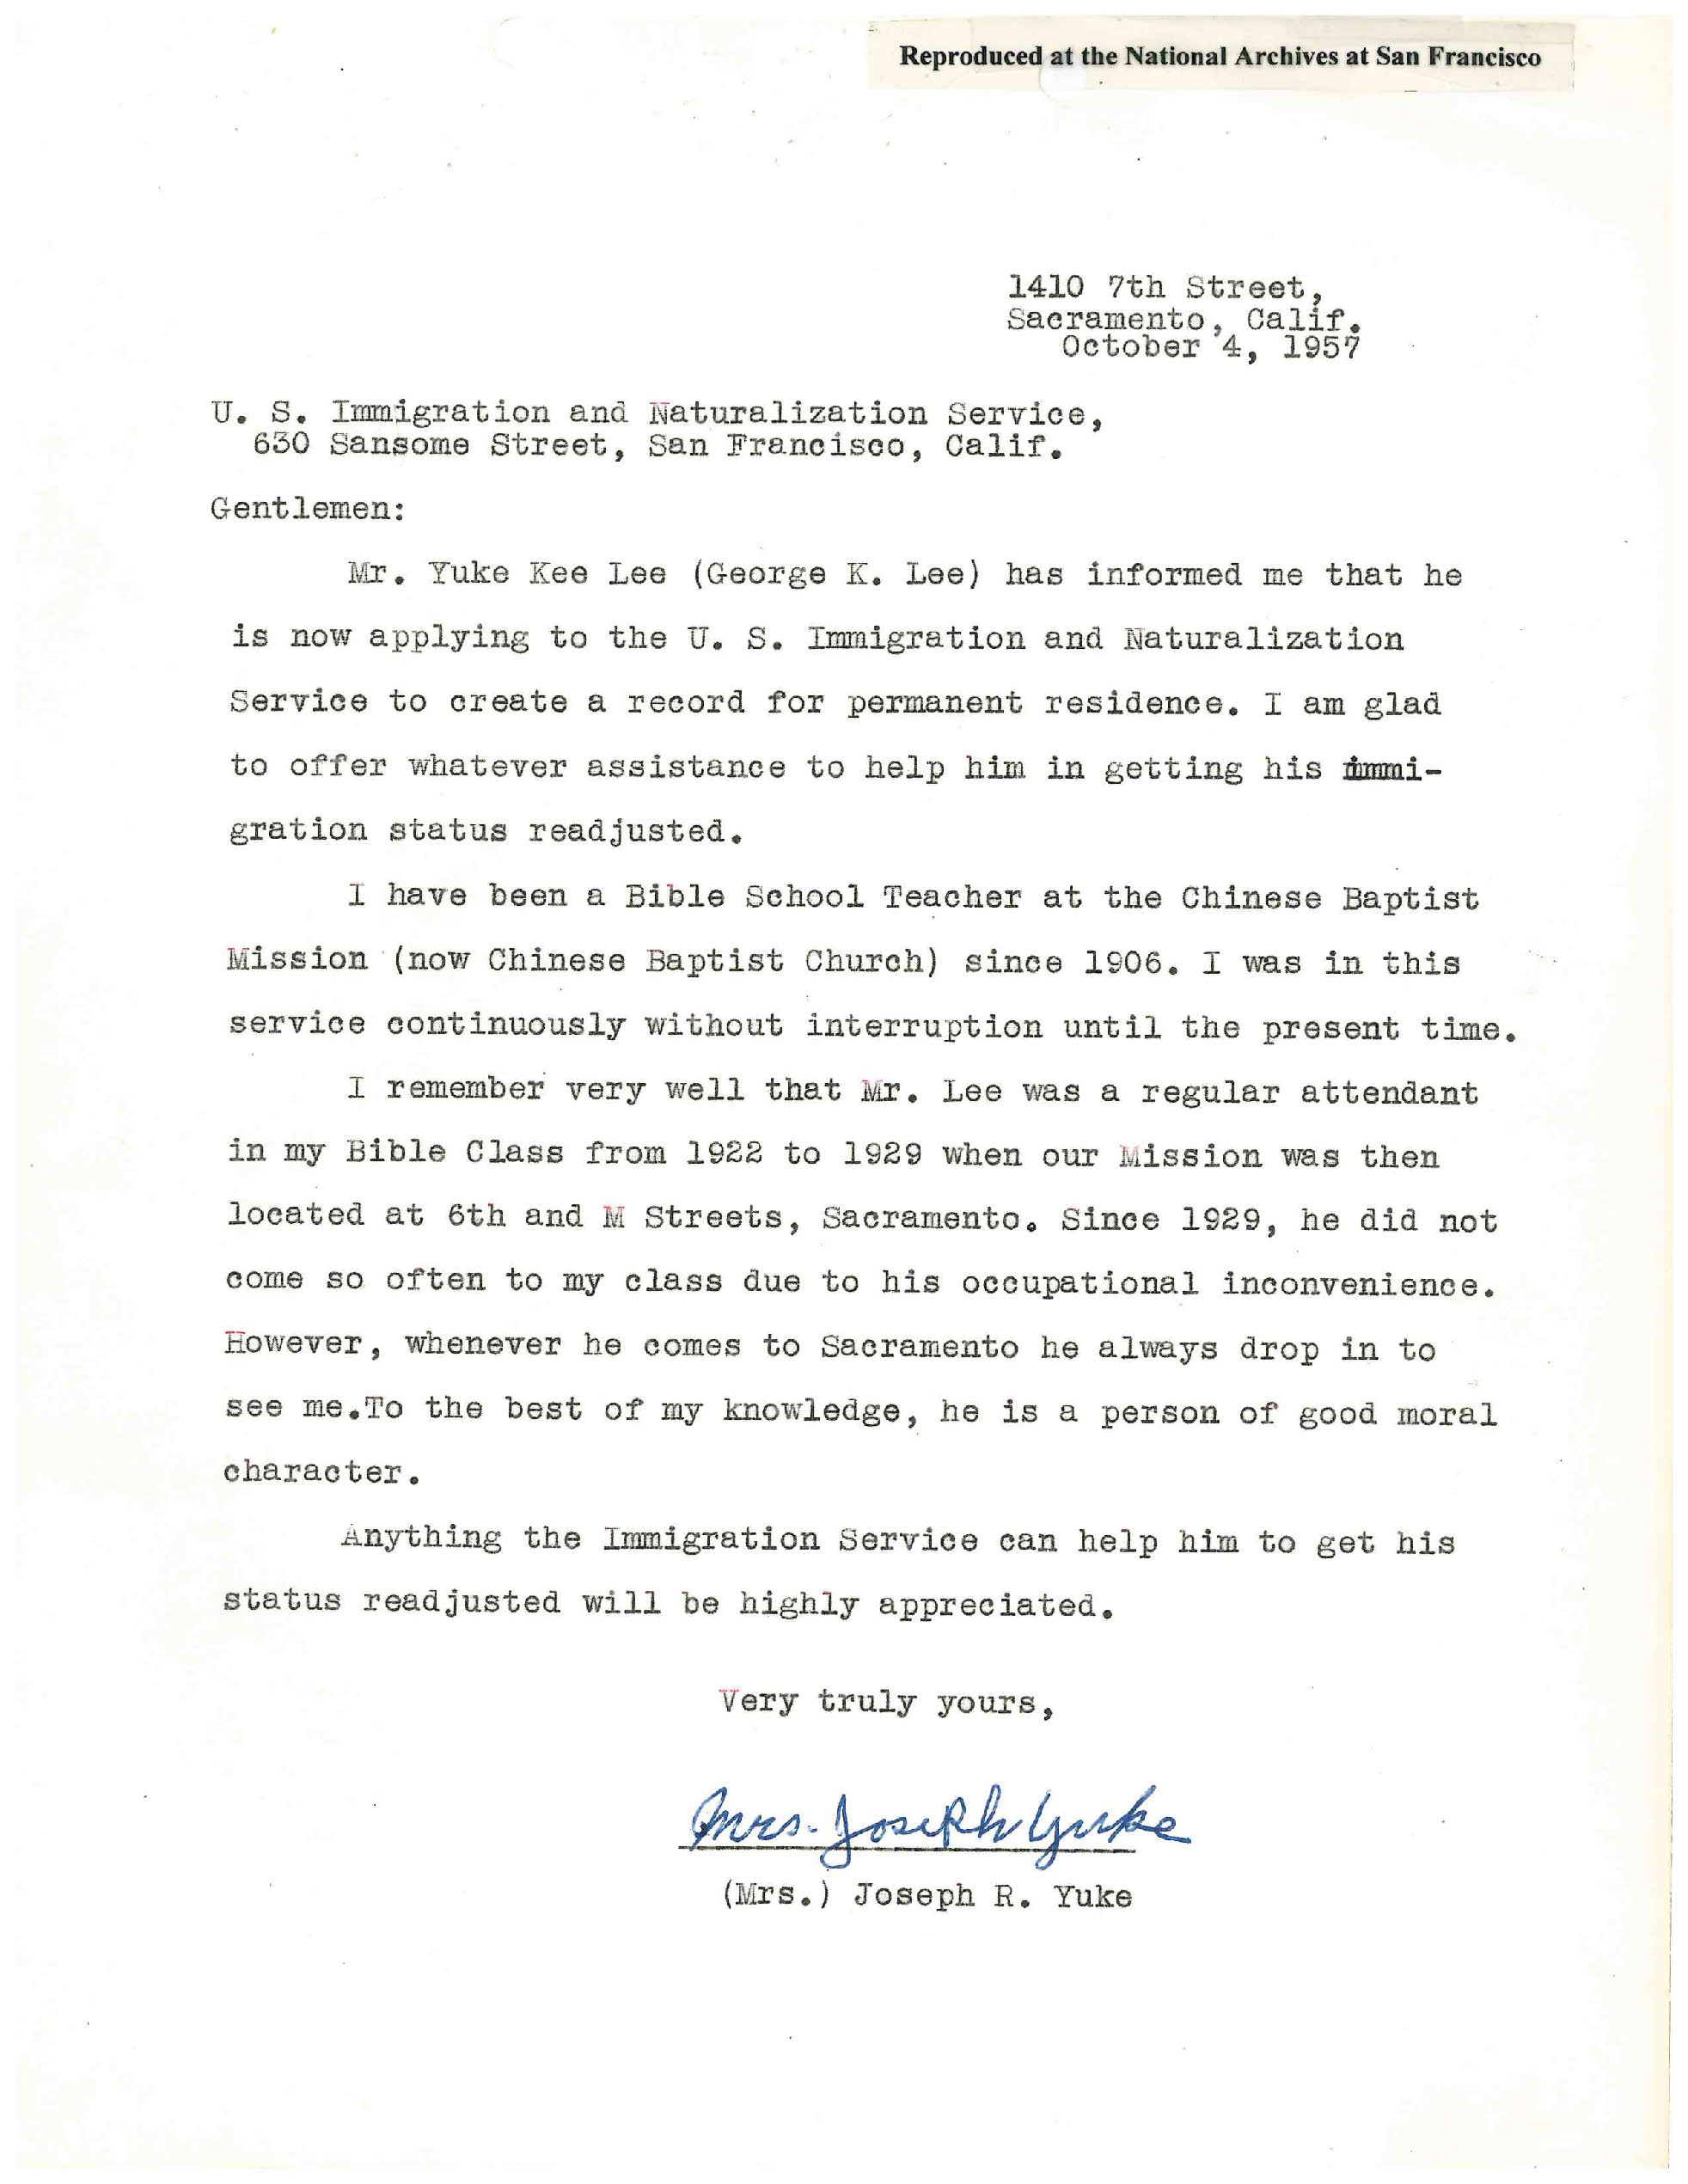 Reproduced at the National Archives at San Francisco
1410 7th Street,
Sacramento, Calif.
October 4, 1957
U. S. Immigration and Naturalization Service,
630 Sansome Street, San Francisco, Calif.
Gentlemen:
Mr. Yuke Kee Lee (George K. Lee) has informed me that he
is now applying to the U. S. Immigration and Naturalization
Service to create a record for permanent residence. I am glad
to offer whatever assistance to help him in getting his immi-
gration status readjusted.
I have been a Bible School Teacher at the Chinese Baptist
Mission (now Chinese Baptist Church) since 1906. I was in this
service continuously without interruption until the present time.
I remember very well that Mr. Lee was a regular attendant
in my Bible Class from 1922 to 1929 when our Mission was then
located at 6th and M Streets, Sacramento. Since 1929, he did not
come so often to my class due to his occupational inconvenience.
However, whenever he comes to Sacramento he always drop in to
see me.To the best of my knowledge, he is a person of good moral
character.
Anything the Immigration Service can help him to get his
status readjusted will be highly appreciated.
Very truly yours,
Mrs. Joseph Yuke
(Mrs.) Joseph R. Yuke